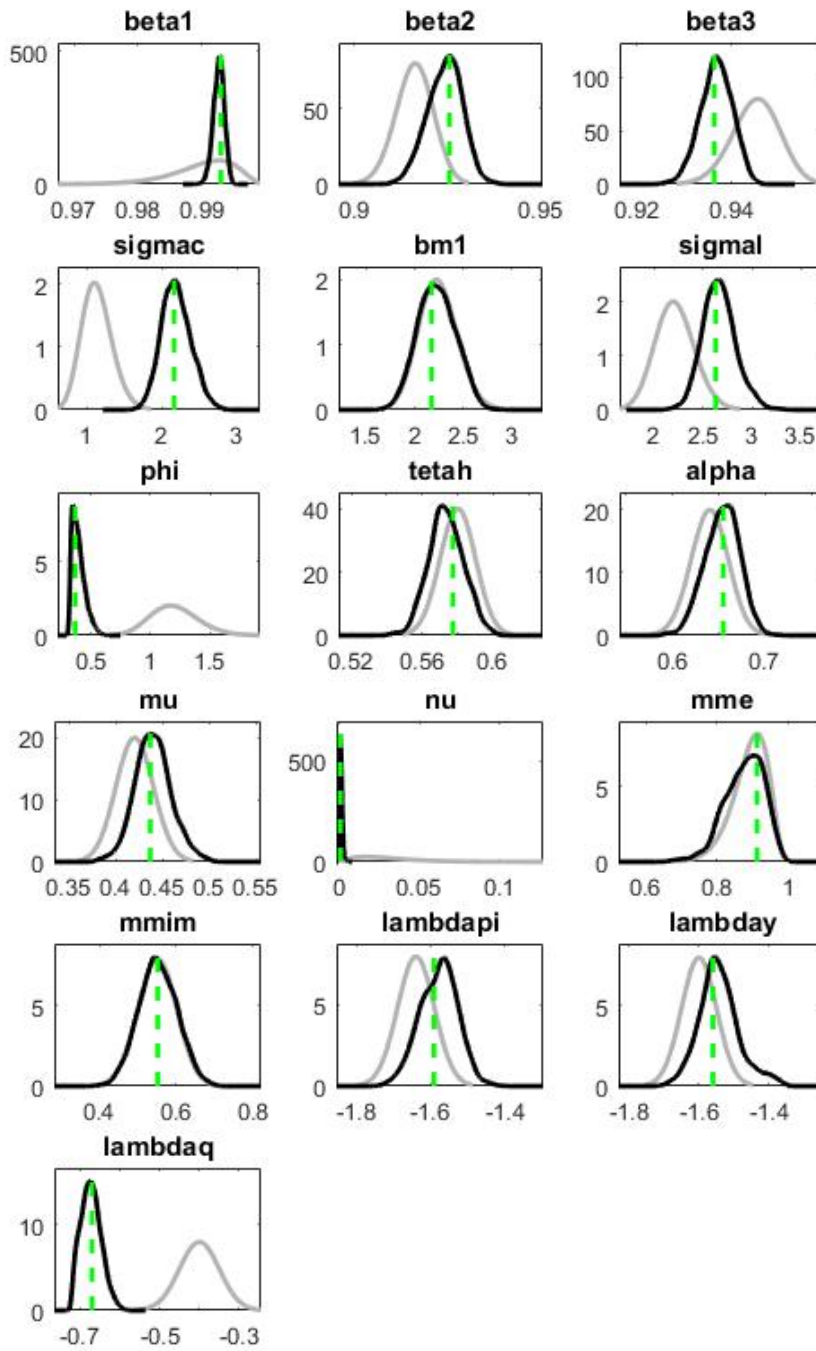 beta1 beta2 beta3
500
0
0.97 0.98 0.99
50
0
0.9 0.95
100
50
0
0.92 0.94
sigmac bm1 sigmal
2
1
0
1 2 3
2
1
0
1.5 2 2.5 3
2
1
0
2 2.5 3 3.5
phi tetah alpha
5
0
0.5 1 1.5
40
20
0
0.52 0.56 0.6
20
10
0
0.6 0.7
mu nu mme
20
10
0
0.35 0.4 0.45 0.5 0.55
500
0
0 0.05 0.1
5
0
0.6 0.8 1
mmim lambdapi lambday
5
0
0.4 0.6 0.8
5
0
-1.8 -1.6 -1.4
5
0
-1.8 -1.6 -1.4
lambdaq
10
0
-0.7 -0.5 -0.3